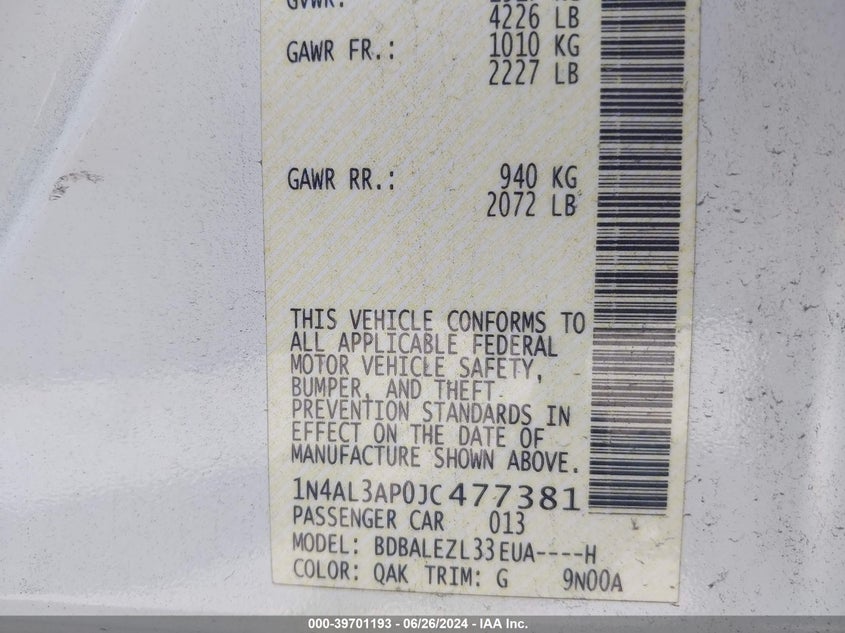 GVWR:
4226 LB
GAWR FR.: 1010 KG
2227 LB
GAWR RR.: 940 KG
2072 LB
THIS VEHICLE CONFORMS TO
ALL APPLICABLE FEDERAL
MOTOR VEHICLE SAFETY,
BUMPER, AND THEFT
PREVENTION STANDARDS IN
EFFECT ON THE DATE OF
MANUFACTURE SHOWN ABOVE.
1N4AL3AP0JC477381
PASSENGER CAR 013
MODEL: BDBALEZL33EUA----H
COLOR: QAK TRIM: G 9N00A
000-39701193 - 06/26/2024 - IAA Inc.